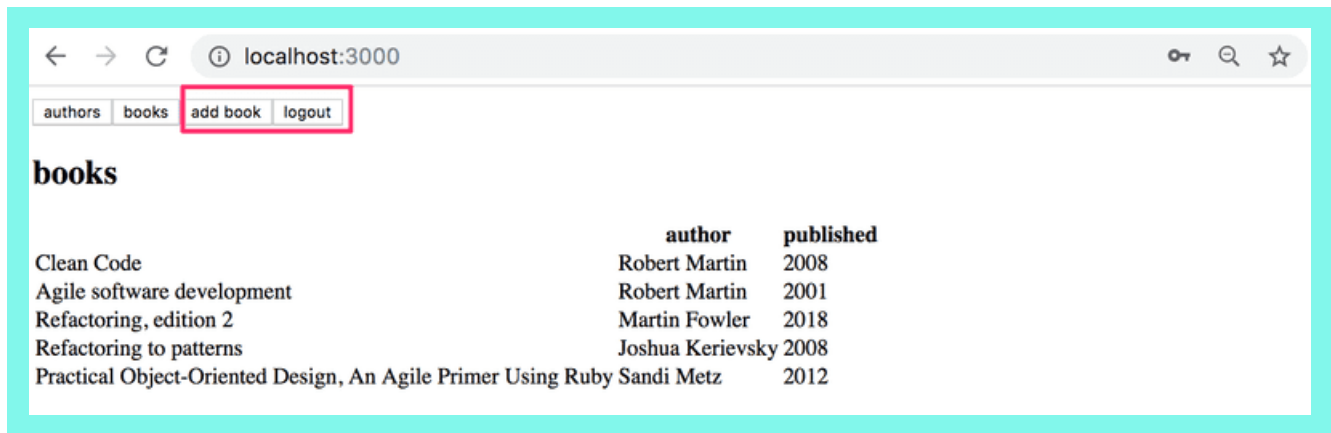 localhost:3000
authors books add book logout
books
author published
Clean Code Robert Martin 2008
Agile software development Robert Martin 2001
Refactoring, edition 2 Martin Fowler 2018
Refactoring to patterns Joshua Kerievsky 2008
Practical Object-Oriented Design, An Agile Primer Using Ruby Sandi Metz 2012